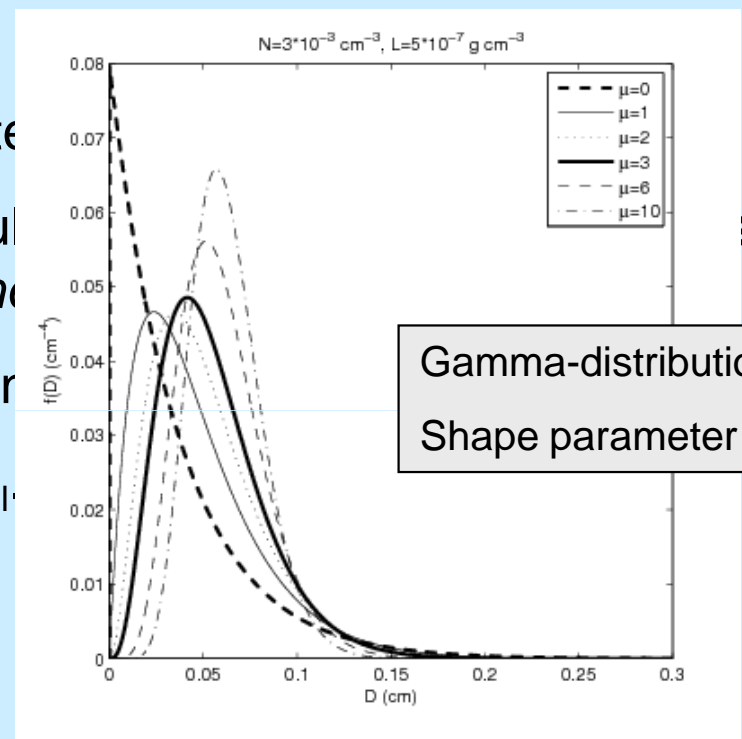 N=3*10⁻³ cm⁻³, L=5*10⁻⁷ g cm⁻³
0.08
0.07
0.06
0.05
0.04
0.03
0.02
0.01
0
f(D) (cm⁻⁴)
μ=0
μ=1
μ=2
μ=3
μ=6
μ=10
Gamma-distributio
Shape parameter
0
0.05
0.1
0.15
0.2
0.25
0.3
D (cm)